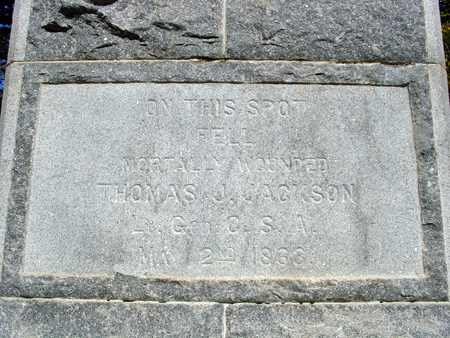 ON THIS SPOT
FELL
MORTALLY WOUNDED
THOMAS J. JACKSON
LT. GEN. C. S. A.
MAY 2ND 1863.